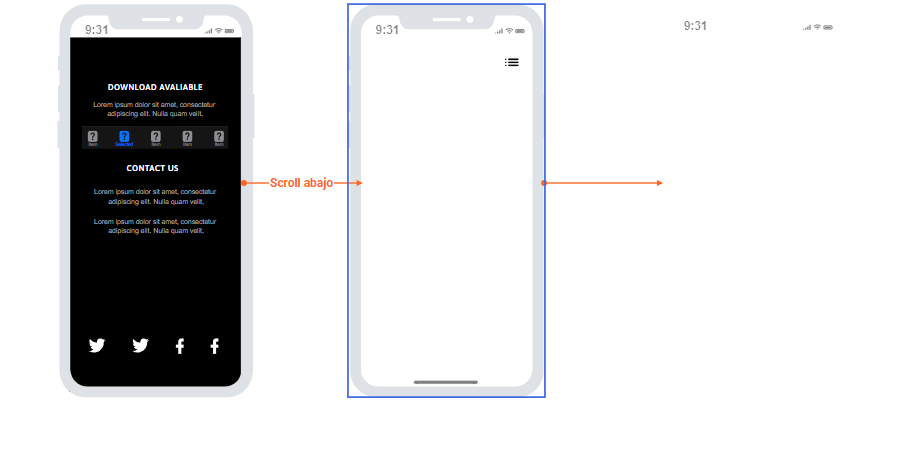 9:31
DOWNLOAD AVALIABLE
Lorem ipsum dolor sit amet, consectetur
adipiscing elit. Nulla quam velit,
? ? ? ? ?
Item Selected Item Item Item
CONTACT US
Lorem ipsum dolor sit amet, consectetur
adipiscing elit. Nulla quam velit,
Lorem ipsum dolor sit amet, consectetur
adipiscing elit. Nulla quam velit,
Scroll abajo
9:31
9:31